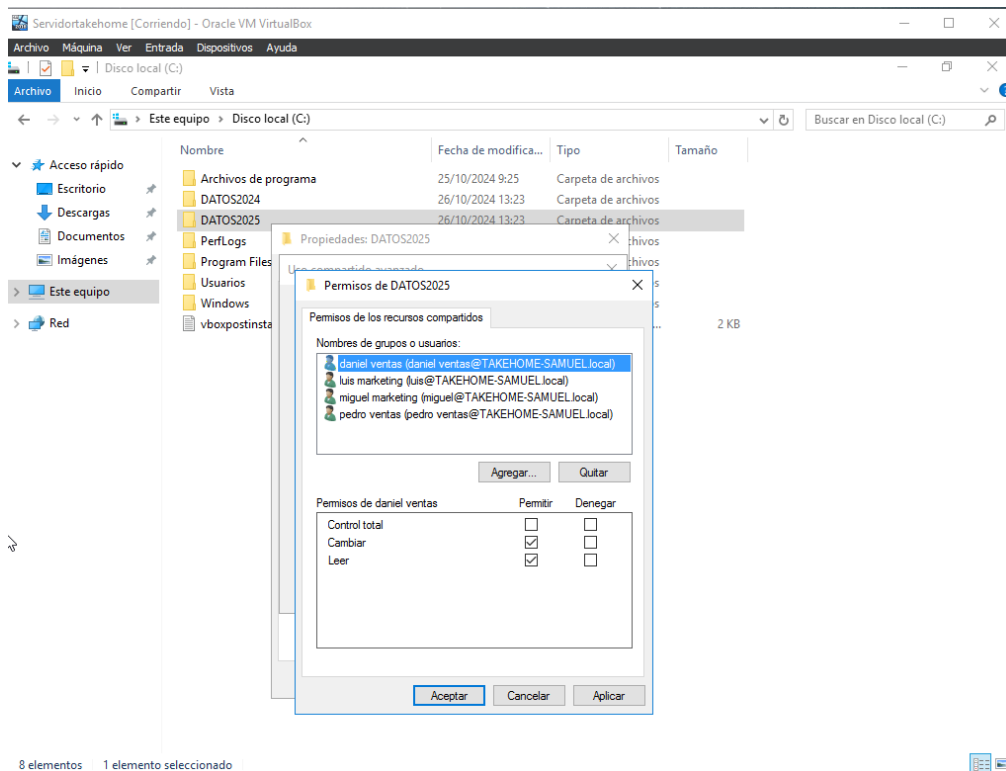 Servidortakehome [Corriendo] - Oracle VM VirtualBox
Archivo Máquina Ver Entrada Dispositivos Ayuda
Disco local (C:)
Archivo Inicio Compartir Vista
Este equipo > Disco local (C:) Buscar en Disco local (C:)
Nombre Fecha de modifica... Tipo Tamaño
Acceso rápido
Escritorio
Descargas
Documentos
Imágenes
Este equipo
Red
Archivos de programa 25/10/2024 9:25 Carpeta de archivos
DATOS2024 26/10/2024 13:23 Carpeta de archivos
DATOS2025 26/10/2024 13:23 Carpeta de archivos
PerfLogs
Program Files
Usuarios
Windows
vboxpostinsta 2 KB
Propiedades: DATOS2025
Uso compartido avanzado
Permisos de DATOS2025
Permisos de los recursos compartidos
Nombres de grupos o usuarios:
daniel ventas (daniel ventas@TAKEHOME-SAMUEL.local)
luis marketing (luis@TAKEHOME-SAMUEL.local)
miguel marketing (miguel@TAKEHOME-SAMUEL.local)
pedro ventas (pedro ventas@TAKEHOME-SAMUEL.local)
Agregar... Quitar
Permisos de daniel ventas Permitir Denegar
Control total
Cambiar
Leer
Aceptar Cancelar Aplicar
8 elementos 1 elemento seleccionado